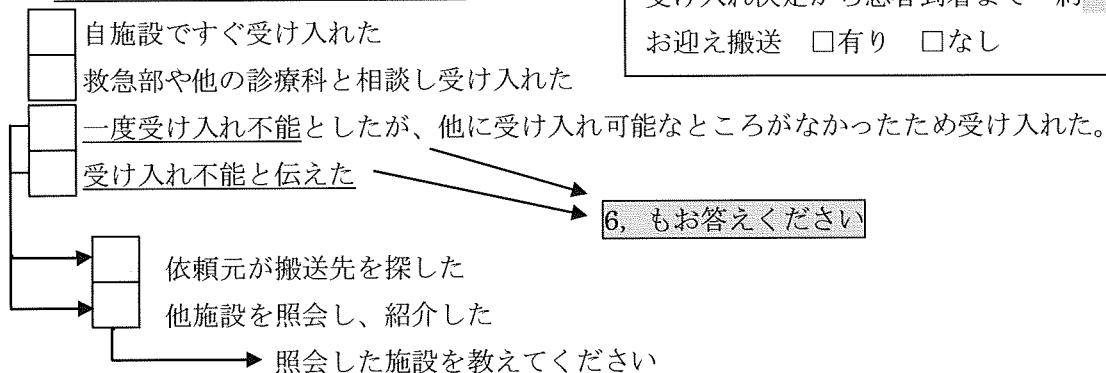 お迎え搬送 □有り □なし
自施設ですぐ受け入れた
救急部や他の診療科と相談し受け入れた
一度受け入れ不能としたが、他に受け入れ可能なところがなかったため受け入れた。
受け入れ不能と伝えた
6, もお答えください
依頼元が搬送先を探した
他施設を照会し、紹介した
照会した施設を教えてください